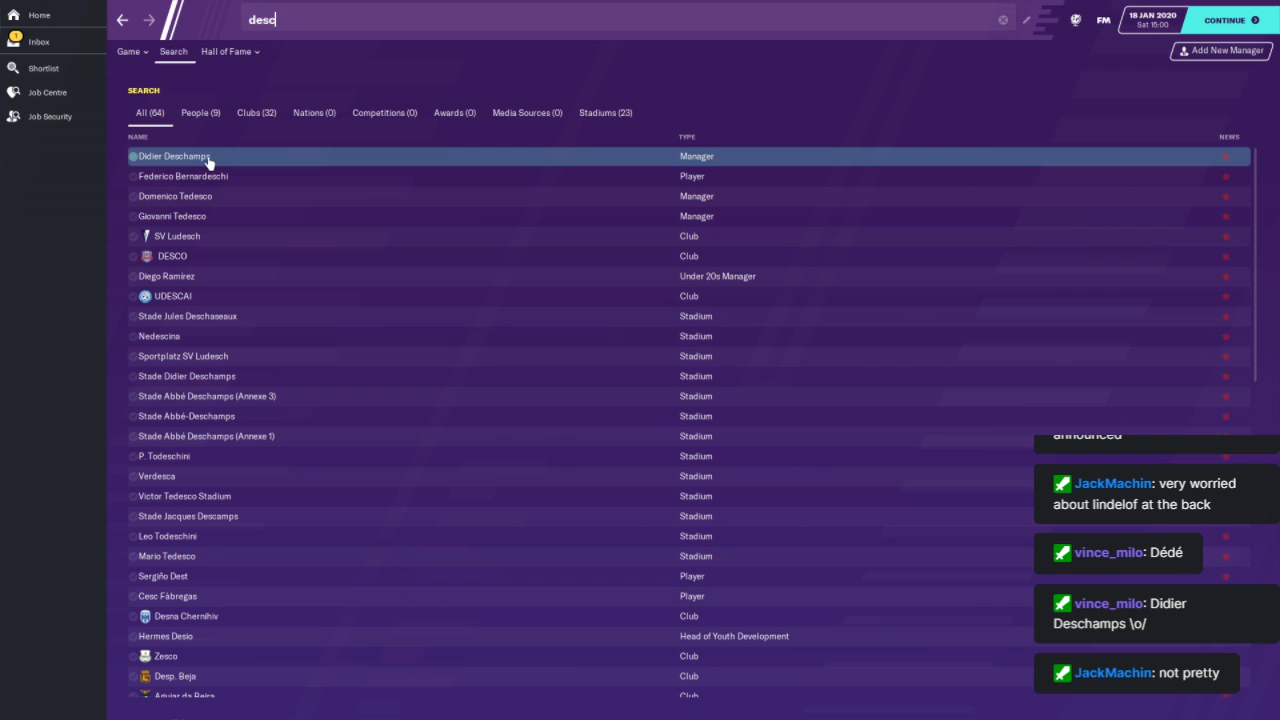 Home
1
Inbox
Shortlist
Job Centre
Job Security
desc
FM
18 JAN 2020
Sat 15:00
CONTINUE
Game
Search
Hall of Fame
Add New Manager
SEARCH
All (64)
People (9)
Clubs (32)
Nations (0)
Competitions (0)
Awards (0)
Media Sources (0)
Stadiums (23)
NAME TYPE NEWS
Didier Deschamps Manager
Federico Bernardeschi Player
Domenico Tedesco Manager
Giovanni Tedesco Manager
SV Ludesch Club
DESCO Club
Diego Ramírez Under 20s Manager
UDESCAI Club
Stade Jules Deschaseaux Stadium
Nedescina Stadium
Sportplatz SV Ludesch Stadium
Stade Didier Deschamps Stadium
Stade Abbé Deschamps (Annexe 3) Stadium
Stade Abbé-Deschamps Stadium
Stade Abbé Deschamps (Annexe 1) Stadium
P. Todeschini Stadium
Verdesca Stadium
Victor Tedesco Stadium Stadium
Stade Jacques Descamps Stadium
Leo Todeschini Stadium
Mario Tedesco Stadium
Sergiño Dest Player
Cesc Fàbregas Player
Desna Chernihiv Club
Hermes Desio Head of Youth Development
Zesco Club
Desp. Beja Club
Aguiar da Beira Club
announced
JackMachin: very worried
about lindelof at the back
vince_milo: Dédé
vince_milo: Didier
Deschamps \o/
JackMachin: not pretty